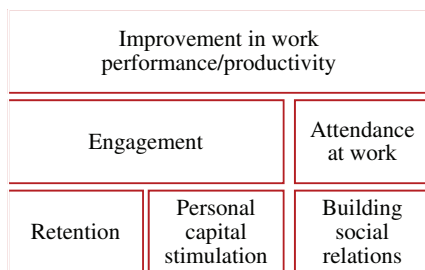 Improvement in work
performance/productivity
Engagement
Attendance
at work
Retention
Personal
capital
stimulation
Building
social
relations